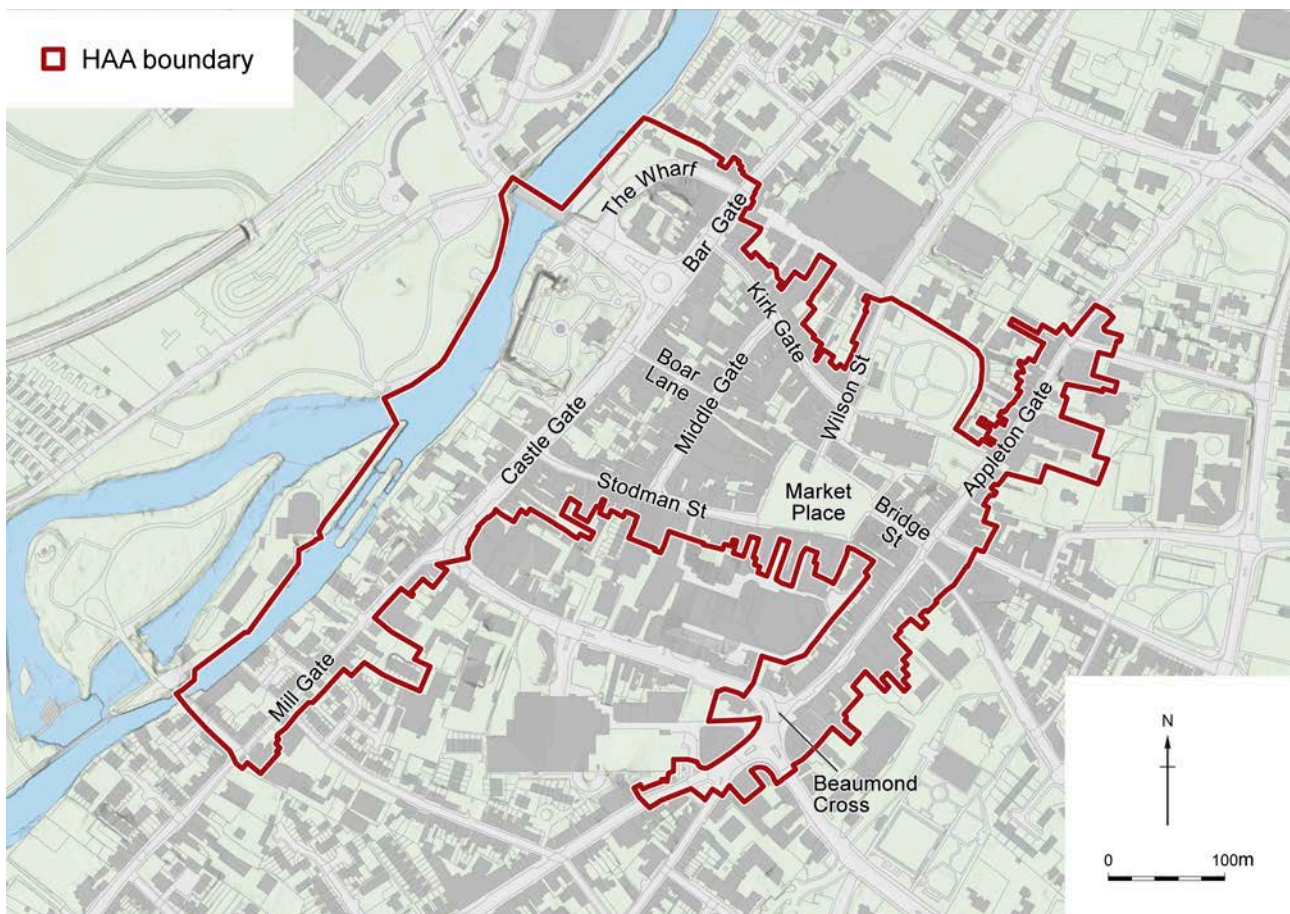 HAA boundary
The Wharf
Bar Gate
Kirk Gate
Boar
Lane
Middle Gate
Wilson St
Castle Gate
Appleton Gate
Stodman St
Market
Place
Bridge
St
Mill Gate
Beaumond
Cross
N
0 100m